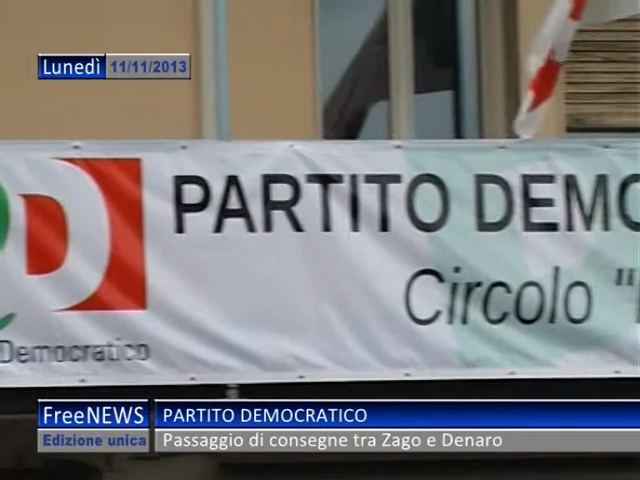 Lunedì 11/11/2013
PARTITO DEMO
Circolo "
D
Democratico
FreeNEWS PARTITO DEMOCRATICO
Edizione unica Passaggio di consegne tra Zago e Denaro